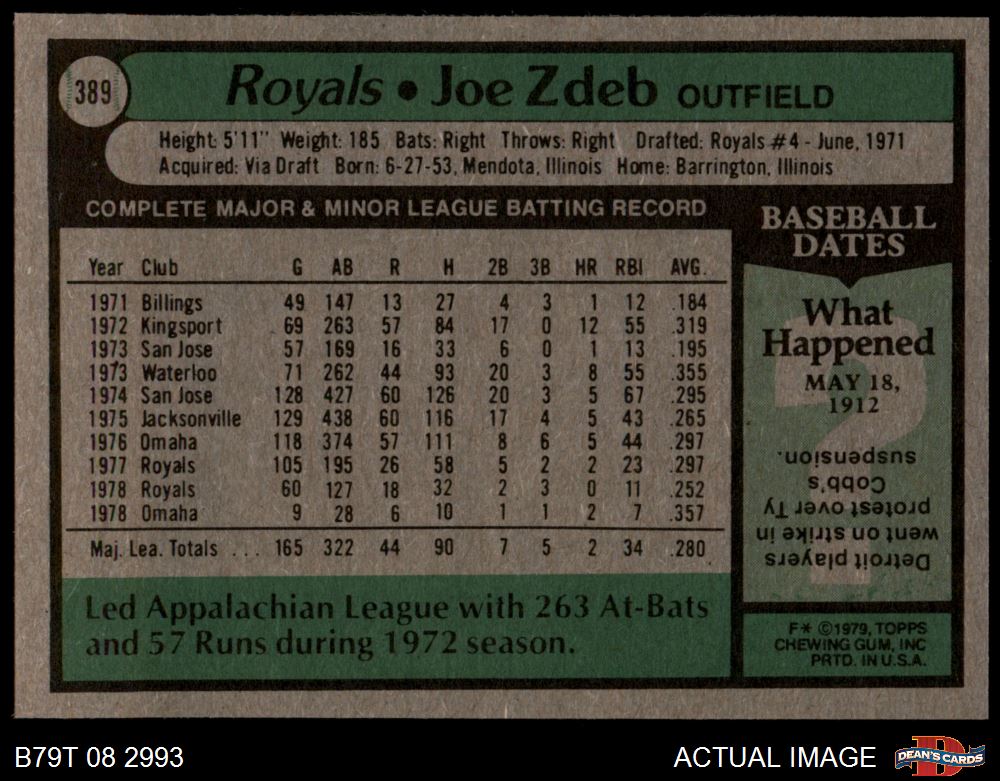 389
Royals • Joe Zdeb OUTFIELD
Height: 5'11" Weight: 185 Bats: Right Throws: Right Drafted: Royals #4 - June, 1971
Acquired: Via Draft Born: 6-27-53, Mendota, Illinois Home: Barrington, Illinois
COMPLETE MAJOR & MINOR LEAGUE BATTING RECORD
Year Club G AB R H 2B 3B HR RBI AVG.
1971 Billings 49 147 13 27 4 3 1 12 .184
1972 Kingsport 69 263 57 84 17 0 12 55 .319
1973 San Jose 57 169 16 33 6 0 1 13 .195
1973 Waterloo 71 262 44 93 20 3 8 55 .355
1974 San Jose 128 427 60 126 20 3 5 67 .295
1975 Jacksonville 129 438 60 116 17 4 5 43 .265
1976 Omaha 118 374 57 111 8 6 5 44 .297
1977 Royals 105 195 26 58 5 2 2 23 .297
1978 Royals 60 127 18 32 2 3 0 11 .252
1978 Omaha 9 28 6 10 1 1 2 7 .357
Maj. Lea. Totals . . . 165 322 44 90 7 5 2 34 .280
Led Appalachian League with 263 At-Bats
and 57 Runs during 1972 season.
BASEBALL
DATES
What
Happened
MAY 18,
1912
?
Detroit players
went on strike in
protest over Ty
Cobb's
suspension.
F* ©1979, TOPPS
CHEWING GUM, INC
PRTD. IN U.S.A.
B79T 08 2993
ACTUAL IMAGE
D
DEAN'S CARDS